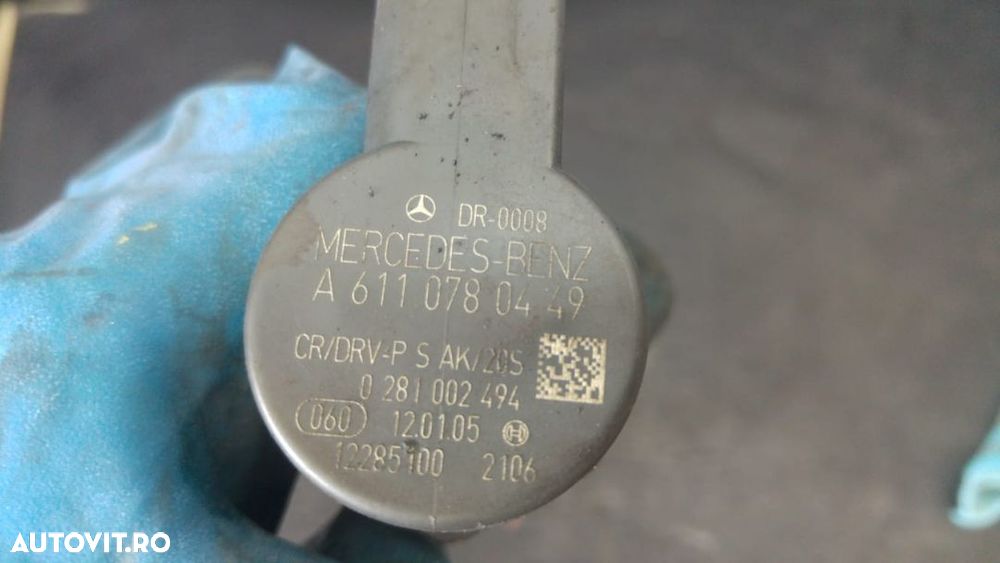 DR-0008
MERCEDES-BENZ
A 611 078 04 49
CR/DRV-P S AK/20S
0 281 002 494
060 12.01.05
12285100 2106
AUTOVIT.RO